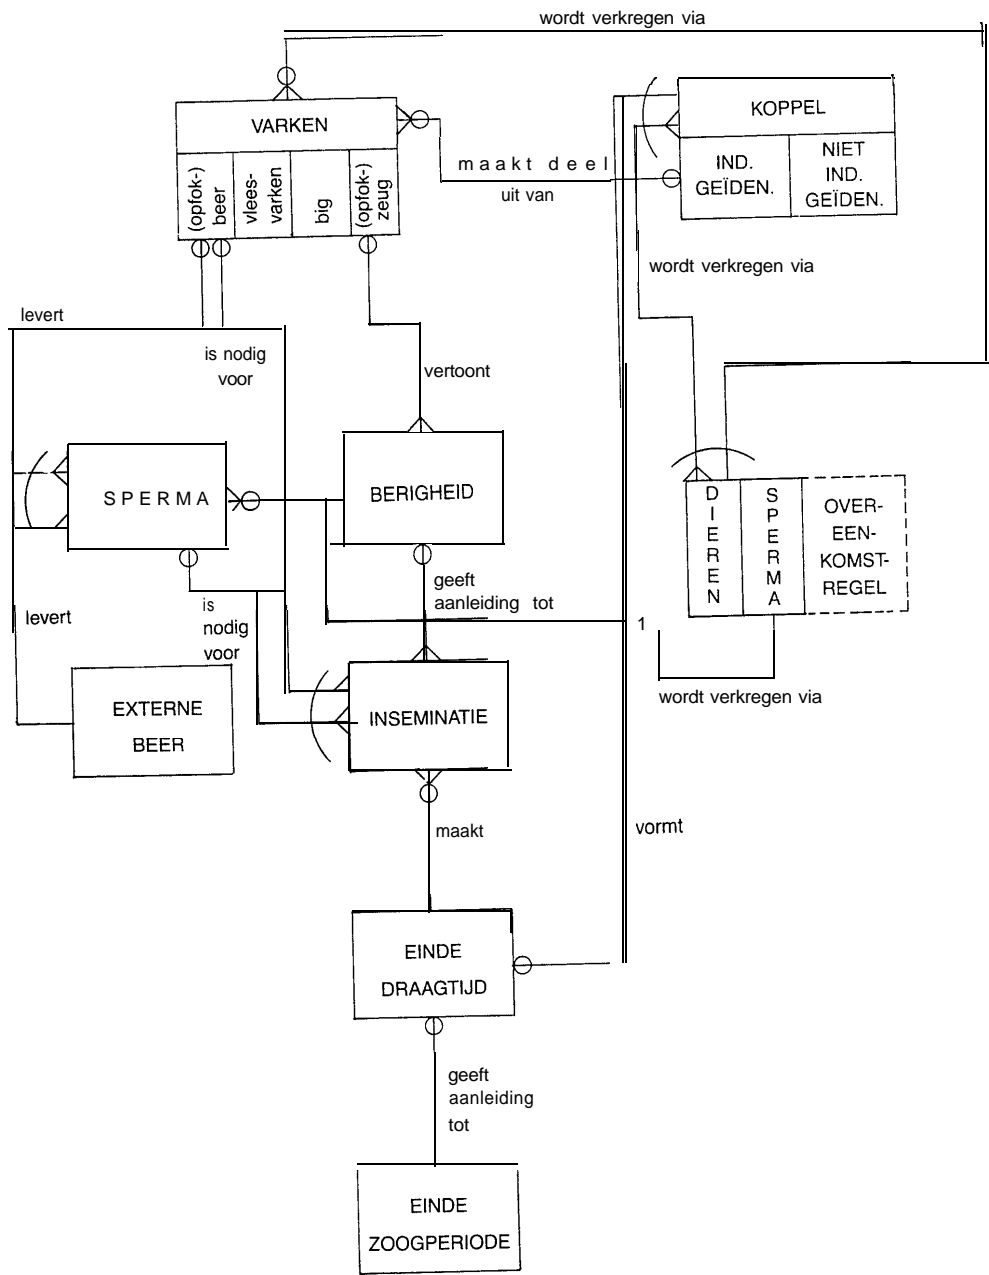 wordt verkregen via
VARKEN
(opfok-)
beer
vlees-
varken
big
(opfok-)
zeug
maakt deel
uit van
KOPPEL
IND.
GEÏDEN.
NIET
IND.
GEÏDEN.
wordt verkregen via
levert
is nodig
voor
vertoont
SPERMA
BERIGHEID
DIEREN
SPERMA
OVER-
EEN-
KOMST-
REGEL
geeft
aanleiding tot
levert
is
nodig
voor
1
wordt verkregen via
EXTERNE
BEER
INSEMINATIE
maakt
vormt
EINDE
DRAAGTIJD
geeft
aanleiding
tot
EINDE
ZOOGPERIODE